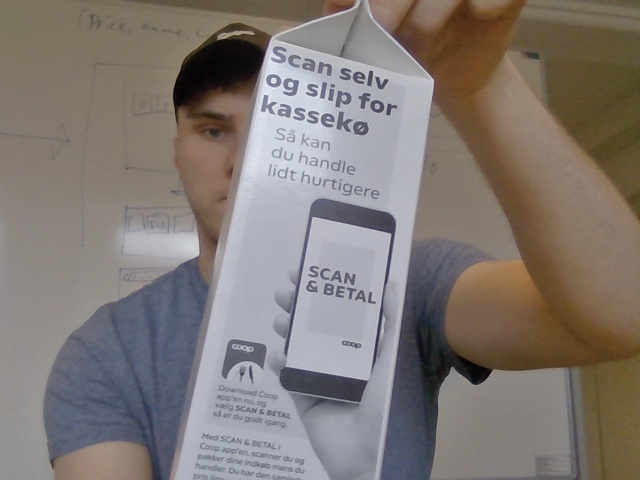 Price, Name, L
Scan selv
og slip for
kassekø
Så kan
du handle
lidt hurtigere
SCAN
& BETAL
coop
coop
Download Coop
app'en nu, og
vælg SCAN & BETAL
så er du godt igang.
Med SCAN & BETAL i
Coop app'en, scanner du og
pakker dine indkøb mens du
handler. Du har den samlede